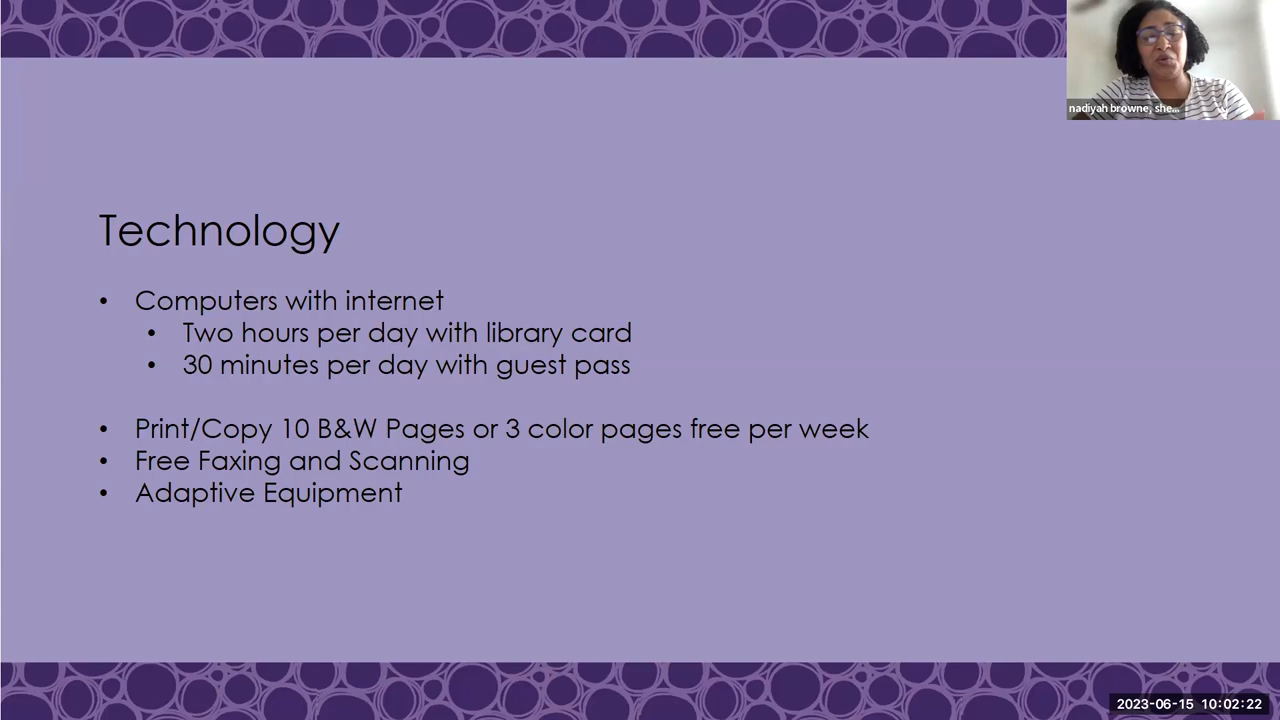 nadiyah browne, she...
Technology
• Computers with internet
• Two hours per day with library card
• 30 minutes per day with guest pass
• Print/Copy 10 B&W Pages or 3 color pages free per week
• Free Faxing and Scanning
• Adaptive Equipment
2023-06-15 10:02:22